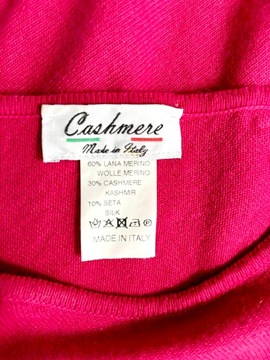 Cashmere
Made in Italy
60% LANA MERINO
WOLLE MERINO
30% CASHMERE
KASHMIR
10% SETA
SILK
MADE IN ITALY